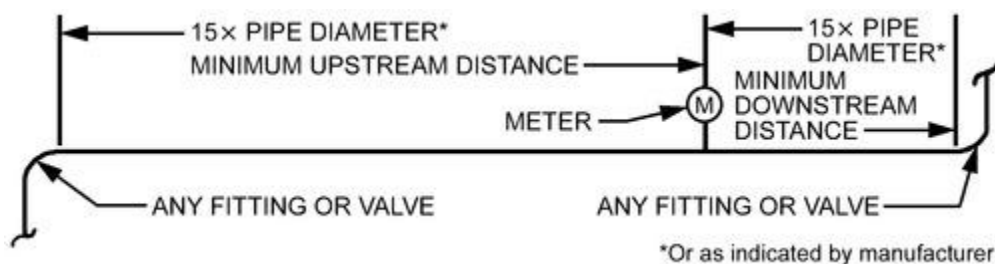 15× PIPE DIAMETER*
MINIMUM UPSTREAM DISTANCE
15× PIPE
DIAMETER*
MINIMUM
DOWNSTREAM
DISTANCE
METER
M
ANY FITTING OR VALVE
ANY FITTING OR VALVE
*Or as indicated by manufacturer